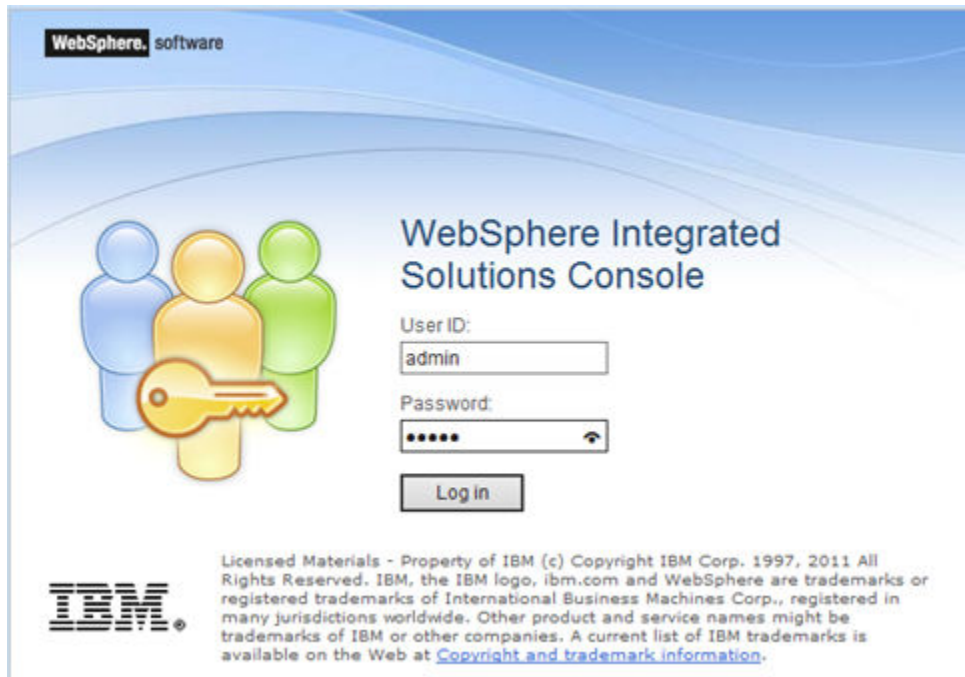 WebSphere. software
WebSphere Integrated
Solutions Console
User ID:
admin
Password:
•••••
Log in
Licensed Materials - Property of IBM (c) Copyright IBM Corp. 1997, 2011 All
Rights Reserved. IBM, the IBM logo, ibm.com and WebSphere are trademarks or
registered trademarks of International Business Machines Corp., registered in
many jurisdictions worldwide. Other product and service names might be
trademarks of IBM or other companies. A current list of IBM trademarks is
available on the Web at Copyright and trademark information.
IBM.